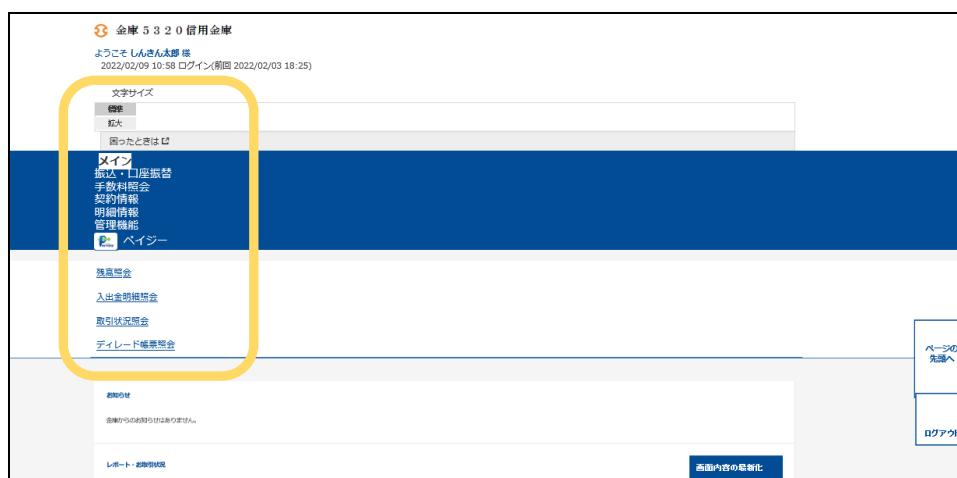 金庫５３２０信用金庫
ようこそ しんきん太郎 様
2022/02/09 10:58 ログイン(前回 2022/02/03 18:25)
文字サイズ
標準
拡大
困ったときは
メイン
振込・口座振替
手数料照会
契約情報
明細情報
管理機能
ペイジー
残高照会
入出金明細照会
取引状況照会
ディレード帳票照会
ページの
先頭へ
お知らせ
金庫からのお知らせはありません。
ログアウト
レポート・お取引状況
画面内容の最新化